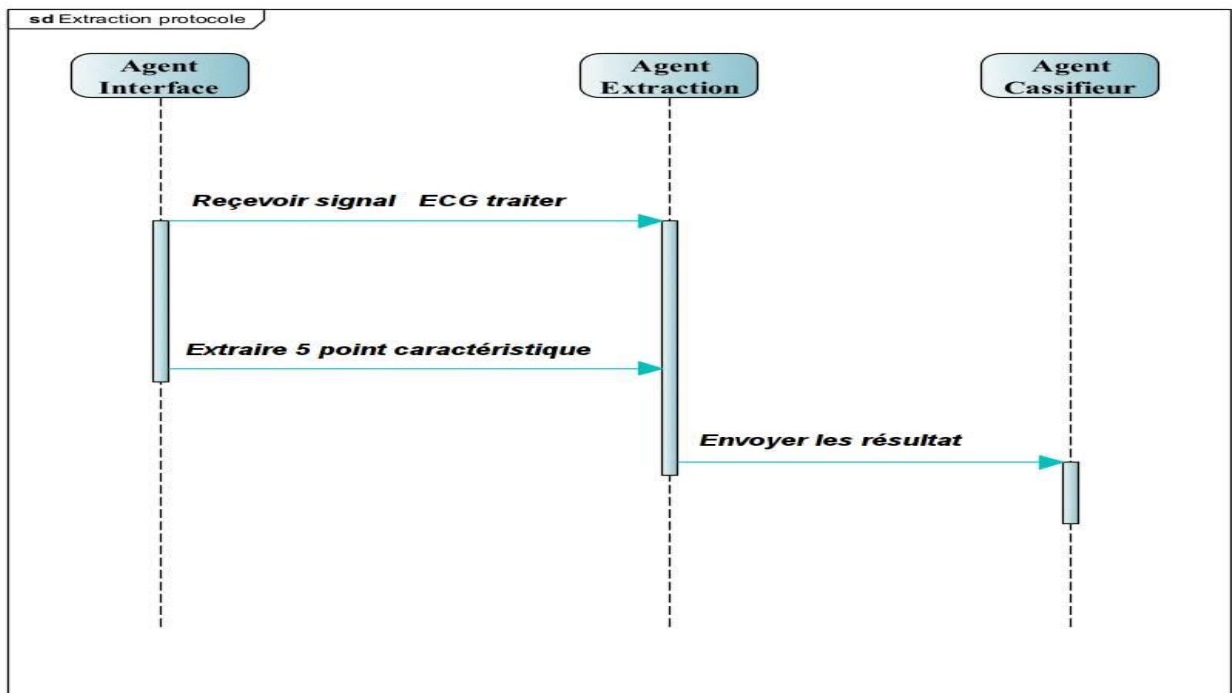 sd Extraction protocole
Agent
Interface
Agent
Extraction
Agent
Cassifieur
Reçevoir signal ECG traiter
Extraire 5 point caractéristique
Envoyer les résultat